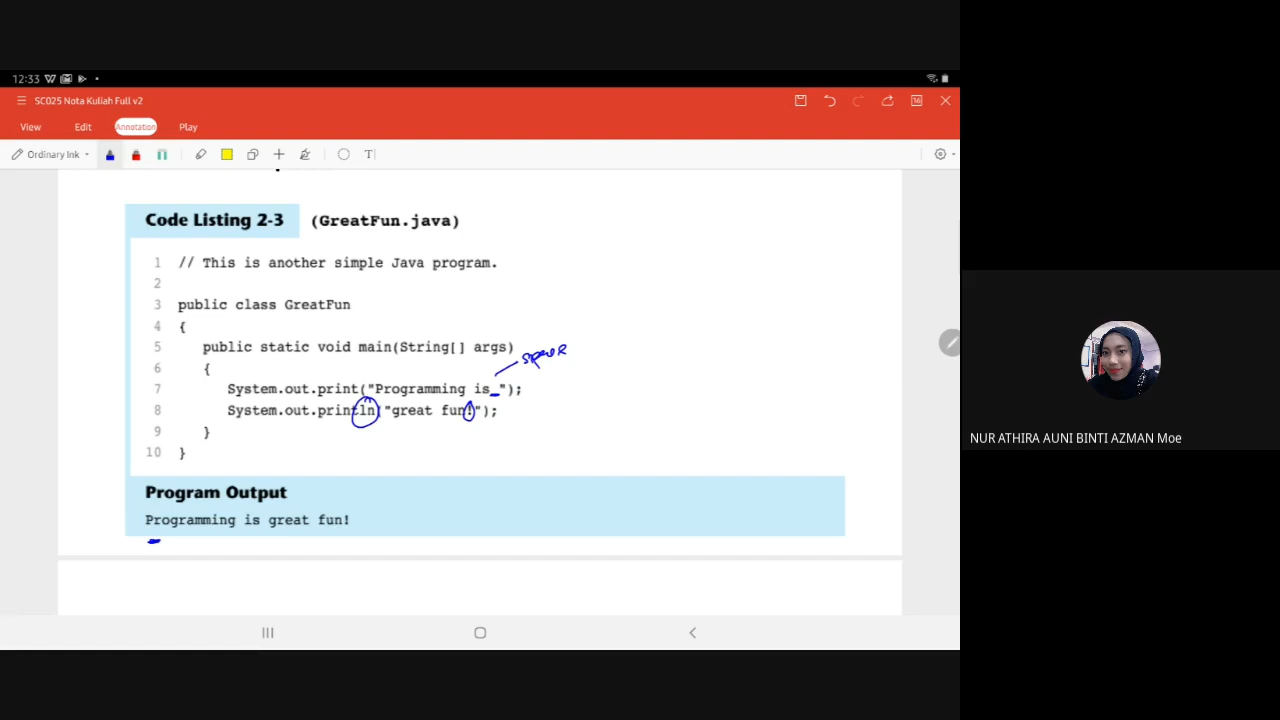 12:33
SC025 Nota Kuliah Full v2
16
View Edit Annotation Play
Ordinary Ink T
Code Listing 2-3 (GreatFun.java)
1 // This is another simple Java program.
2
3 public class GreatFun
4 {
5 public static void main(String[] args)
space
6 {
7 System.out.print("Programming is ");
8 System.out.println("great fun!");
9 }
10 }
Program Output
Programming is great fun!
NUR ATHIRA AUNI BINTI AZMAN Moe